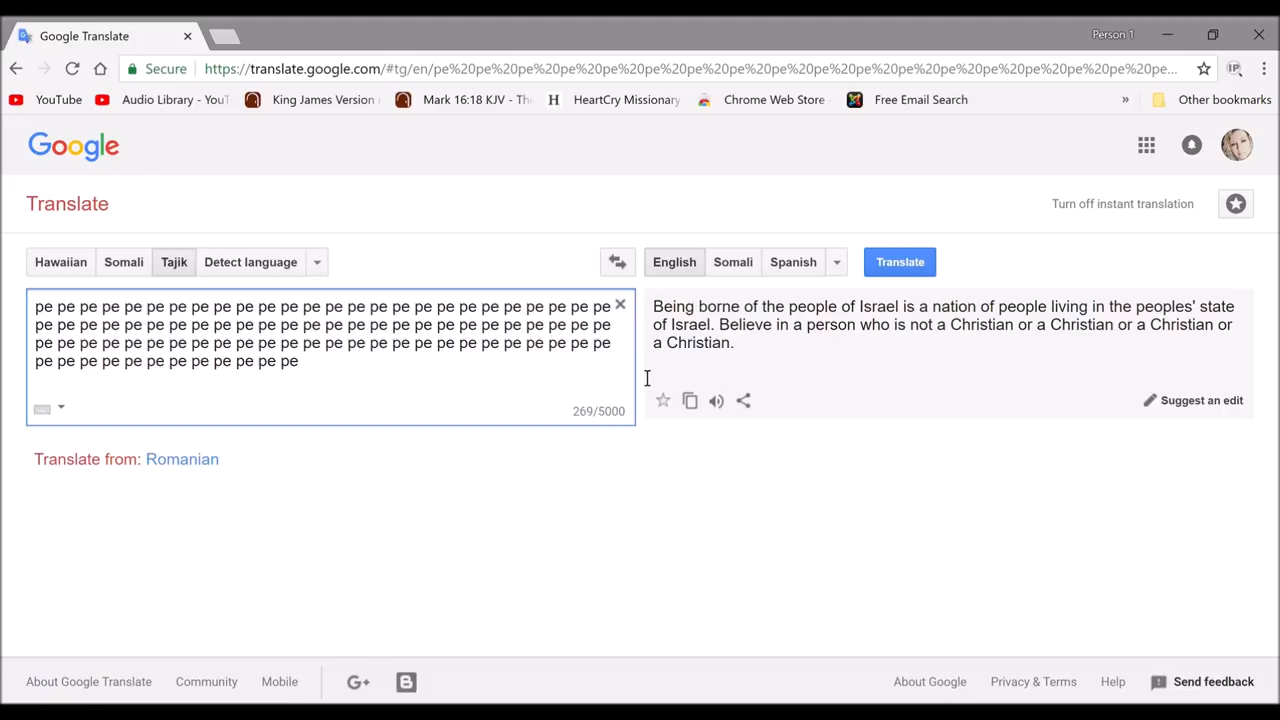 Google Translate
Person 1
Secure
https://translate.google.com/#tg/en/pe%20pe%20pe%20pe%20pe%20pe%20pe%20pe%20pe%20pe%20pe%20pe%20pe%20pe%20pe%20pe...
YouTube
Audio Library - YouT
King James Version (
Mark 16:18 KJV - Th
HeartCry Missionary
Chrome Web Store -
Free Email Search
»
Other bookmarks
Google
Translate
Turn off instant translation
Hawaiian
Somali
Tajik
Detect language
English
Somali
Spanish
Translate
pe pe pe pe pe pe pe pe pe pe pe pe pe pe pe pe pe pe pe pe pe pe pe pe pe pe
pe pe pe pe pe pe pe pe pe pe pe pe pe pe pe pe pe pe pe pe pe pe pe pe pe pe
pe pe pe pe pe pe pe pe pe pe pe pe pe pe pe pe pe pe pe pe pe pe pe pe pe pe
pe pe pe pe pe pe pe pe pe pe pe pe
269/5000
Being borne of the people of Israel is a nation of people living in the peoples' state
of Israel. Believe in a person who is not a Christian or a Christian or a Christian or
a Christian.
Suggest an edit
Translate from: Romanian
About Google Translate
Community
Mobile
G+
B
About Google
Privacy & Terms
Help
Send feedback